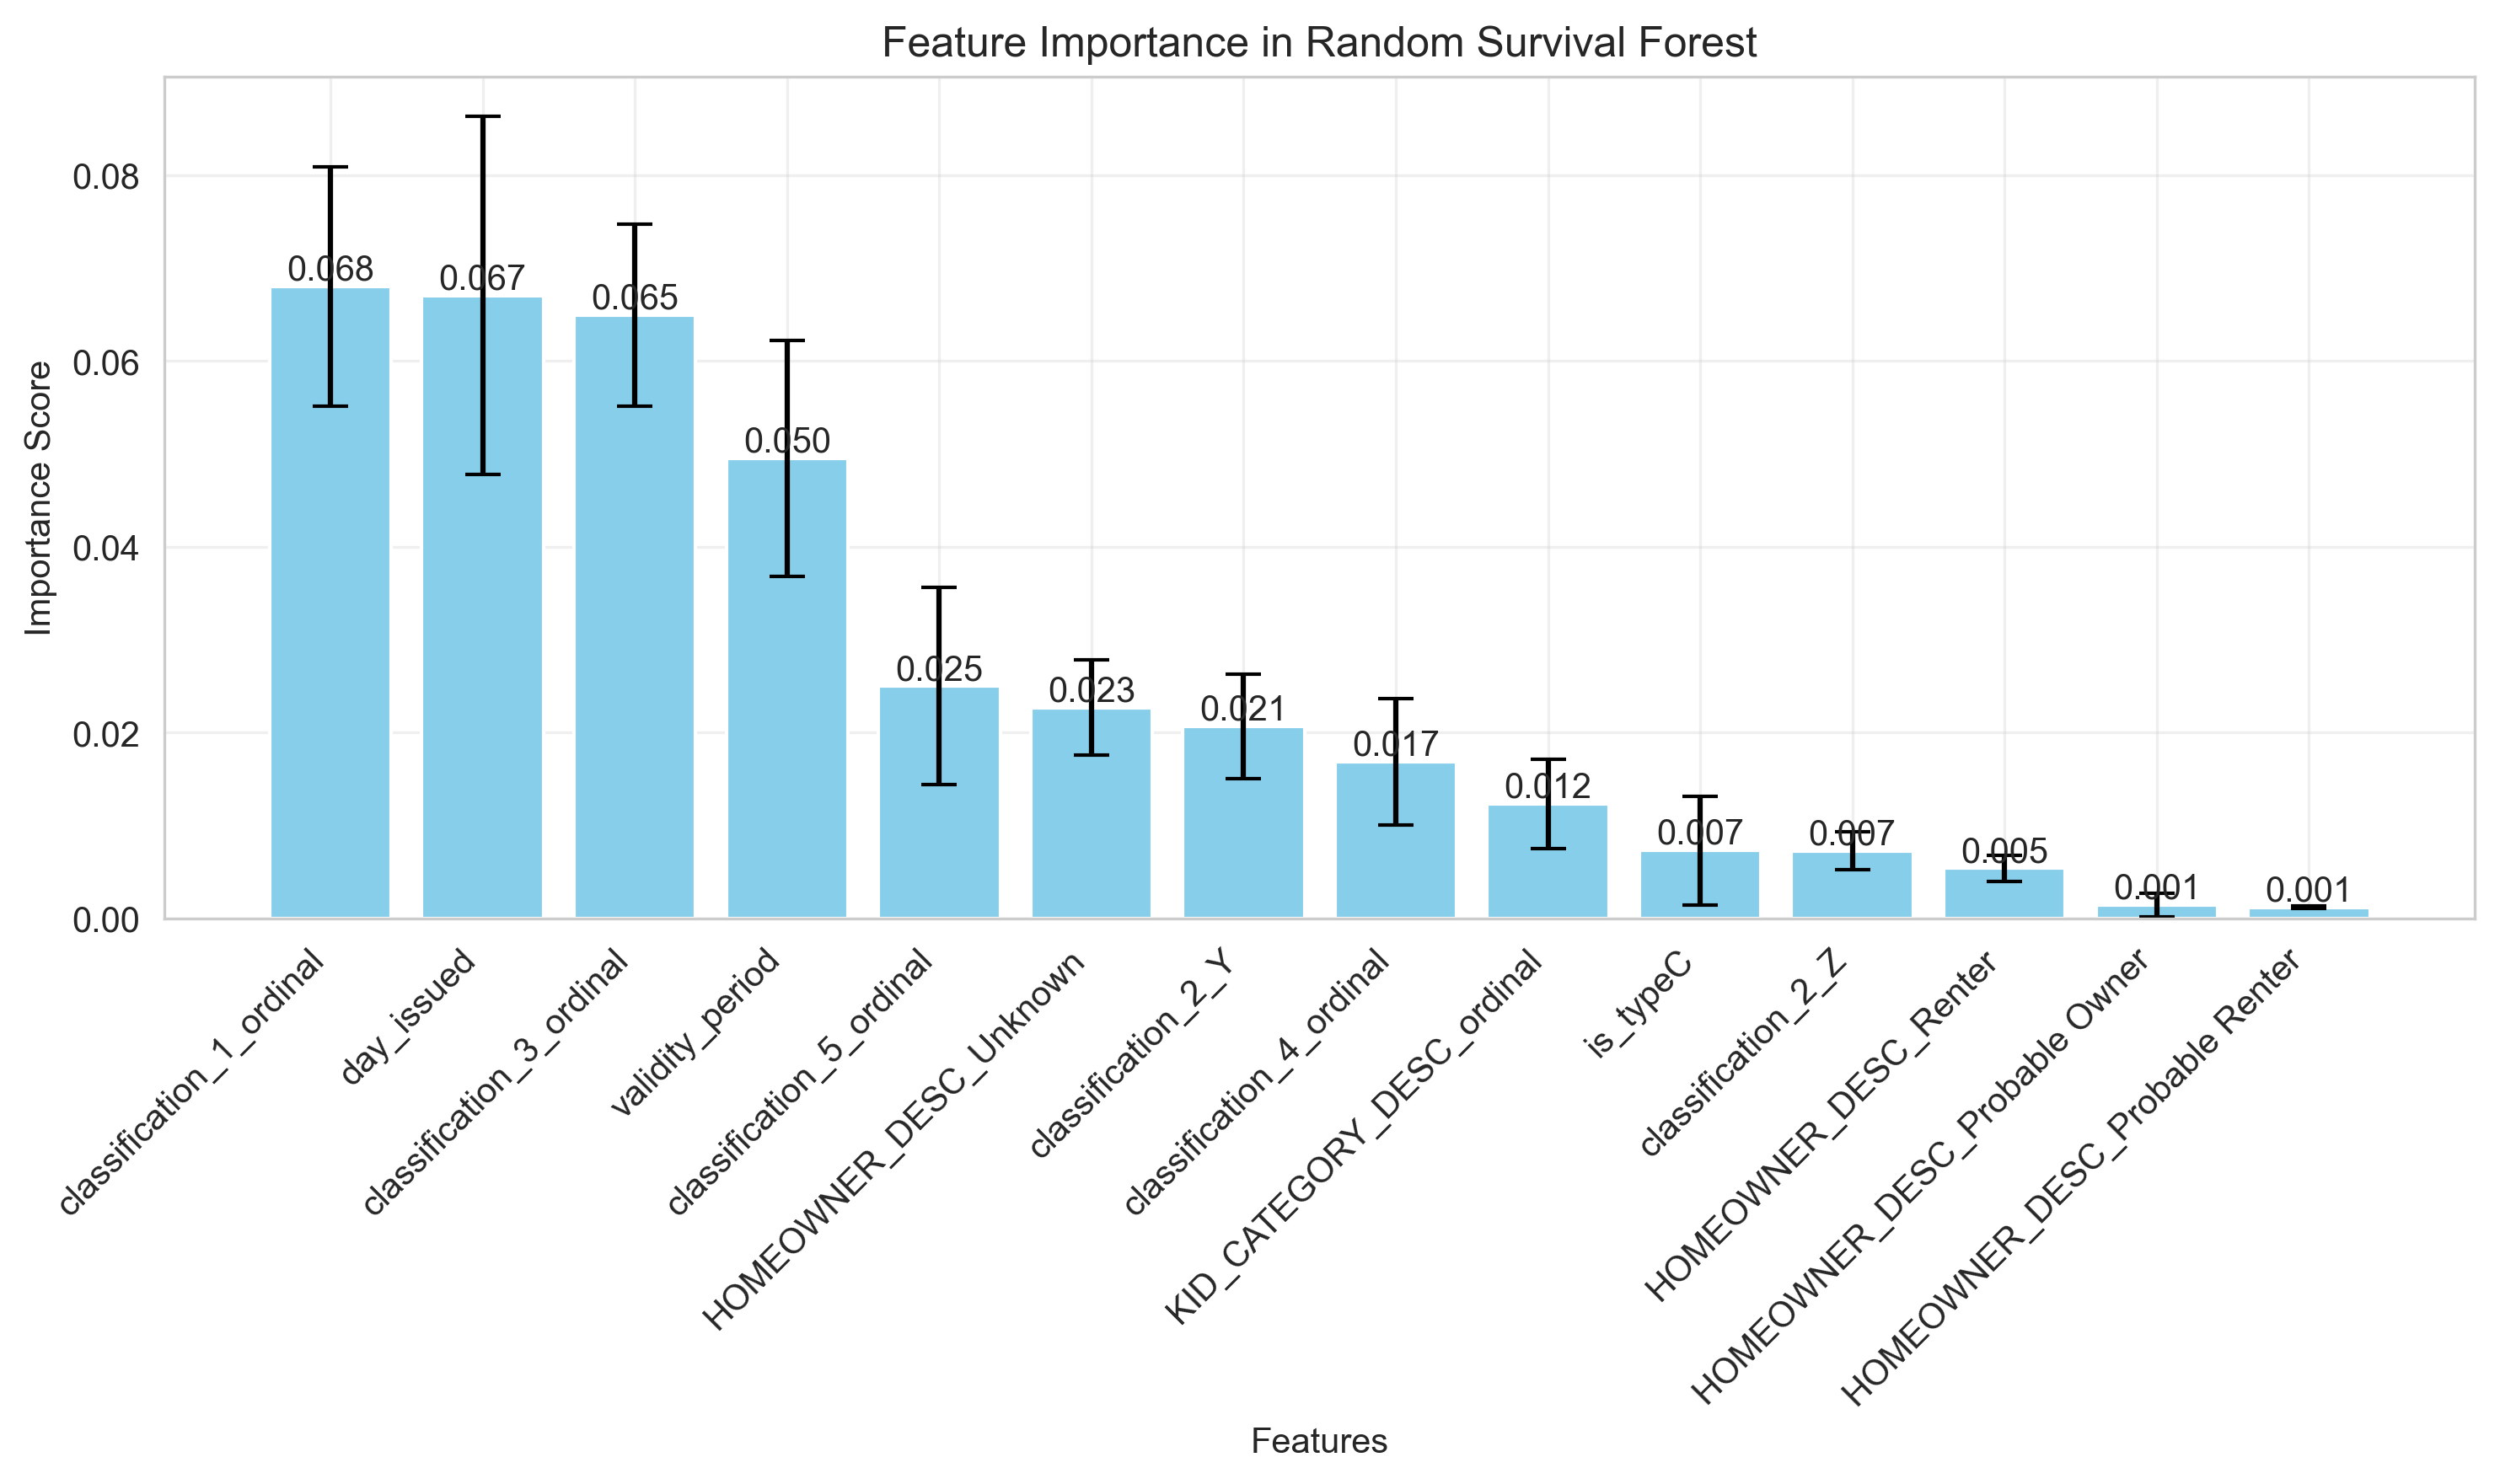 Feature Importance in Random Survival Forest
Importance Score
0.08
0.06
0.04
0.02
0.00
0.068
0.067
0.065
0.050
0.025
0.023
0.021
0.017
0.012
0.007
0.007
0.005
0.001
0.001
classification_1_ordinal
day_issued
classification_3_ordinal
validity_period
classification_5_ordinal
HOMEOWNER_DESC_Unknown
classification_2_Y
classification_4_ordinal
KID_CATEGORY_DESC_ordinal
is_typeC
classification_2_Z
HOMEOWNER_DESC_Renter
HOMEOWNER_DESC_Probable Owner
HOMEOWNER_DESC_Probable Renter
Features